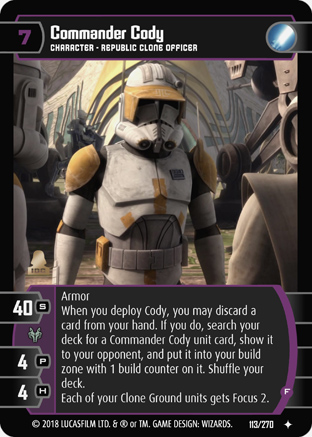 7
Commander Cody
CHARACTER • REPUBLIC CLONE OFFICER
40 S
4 P
4 H
Armor
When you deploy Cody, you may discard a
card from your hand. If you do, search your
deck for a Commander Cody unit card, show it
to your opponent, and put it into your build
zone with 1 build counter on it. Shuffle your
deck.
Each of your Clone Ground units gets Focus 2.
F
© 2018 LUCASFILM LTD. & ® or TM. GAME DESIGN: WIZARDS.
113/270